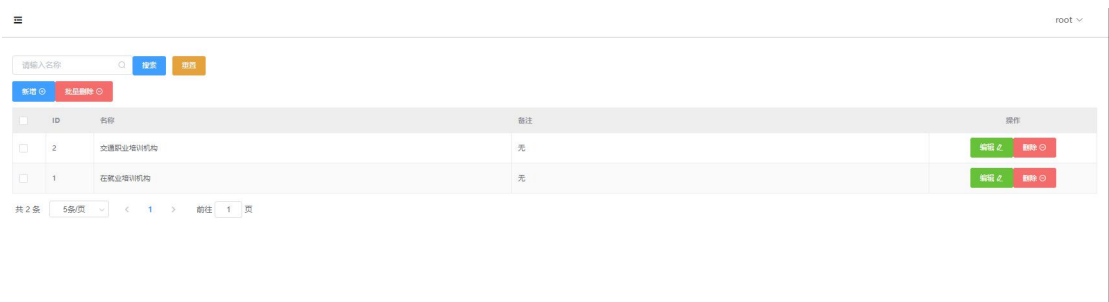 root
请输入名称 搜索 重置
新增 批量删除
ID 名称 备注 操作
2 交通职业培训机构 无 编辑 删除
1 在就业培训机构 无 编辑 删除
共 2 条 5条/页 < 1 > 前往 1 页